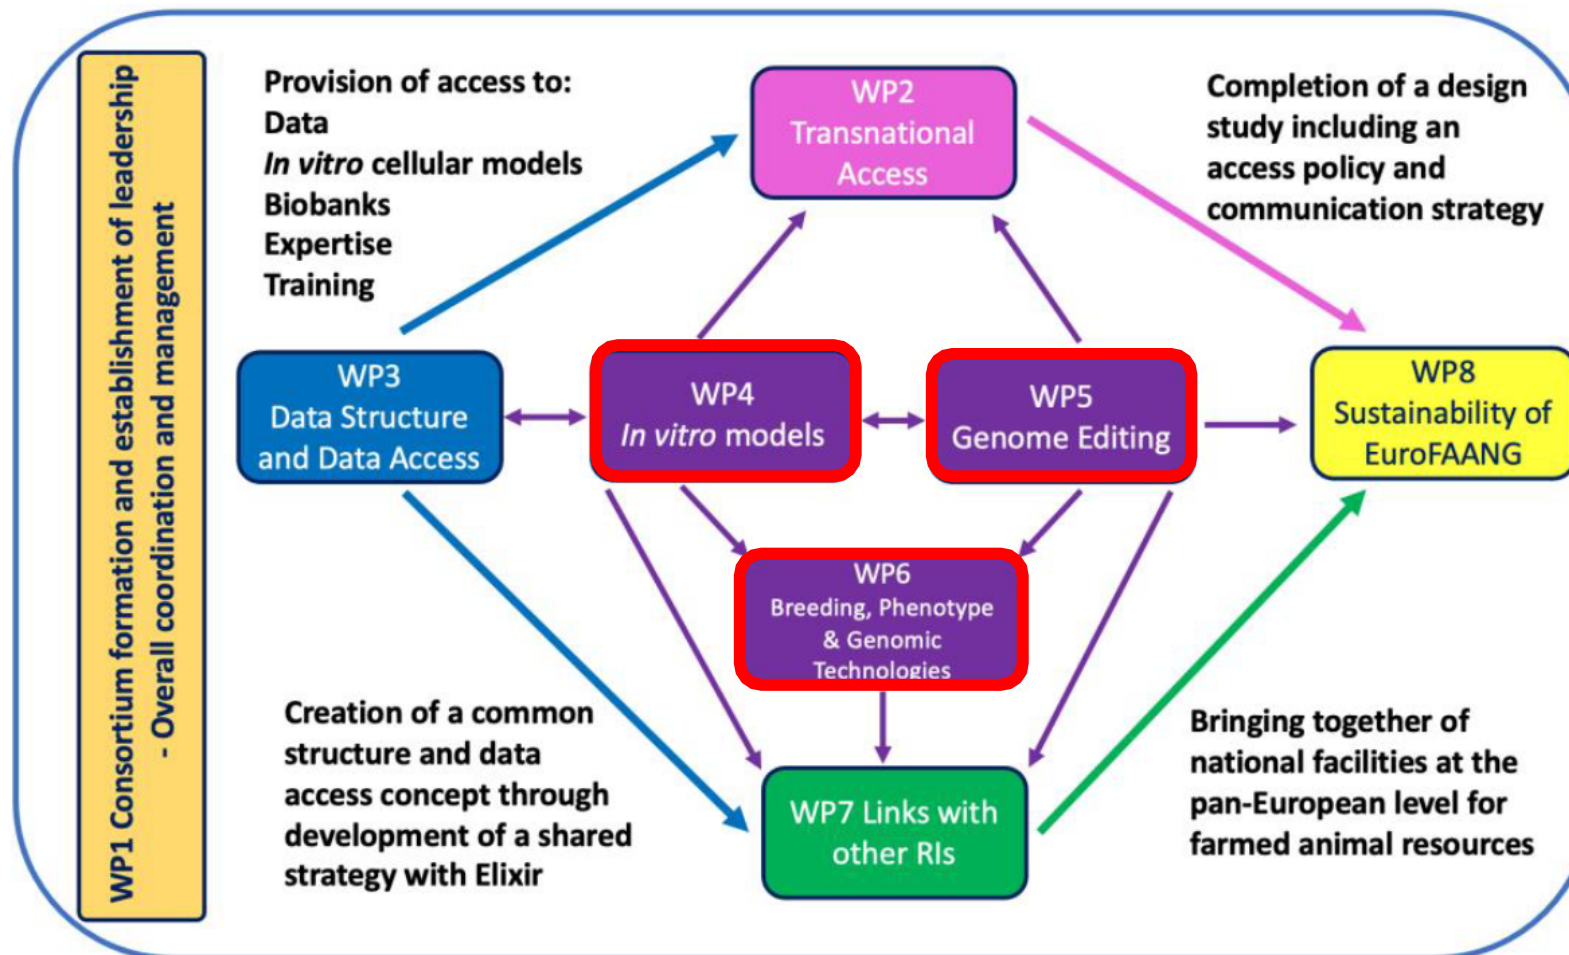 WP1 Consortium formation and establishment of leadership
- Overall coordination and management
Provision of access to:
Data
In vitro cellular models
Biobanks
Expertise
Training
WP2
Transnational
Access
Completion of a design
study including an
access policy and
communication strategy
WP3
Data Structure
and Data Access
WP4
In vitro models
WP5
Genome Editing
WP8
Sustainability of
EuroFAANG
WP6
Breeding, Phenotype
& Genomic
Technologies
Creation of a common
structure and data
access concept through
development of a shared
strategy with Elixir
WP7 Links with
other RIs
Bringing together of
national facilities at the
pan-European level for
farmed animal resources